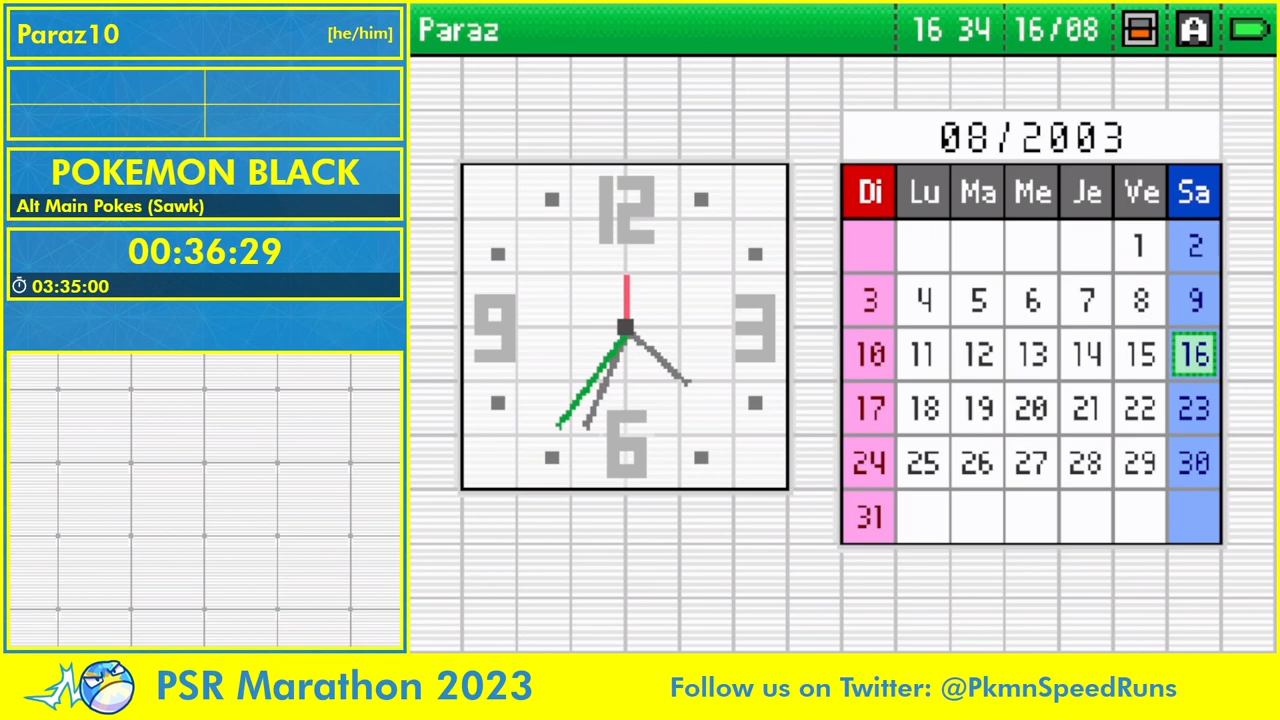 Paraz10 [he/him]
POKEMON BLACK
Alt Main Pokes (Sawk)
00:36:29
03:35:00
Paraz 16 34 16/08 A
12
9 3
6
08/2003
Di Lu Ma Me Je Ve Sa
1 2
3 4 5 6 7 8 9
10 11 12 13 14 15 16
17 18 19 20 21 22 23
24 25 26 27 28 29 30
31
PSR Marathon 2023
Follow us on Twitter: @PkmnSpeedRuns